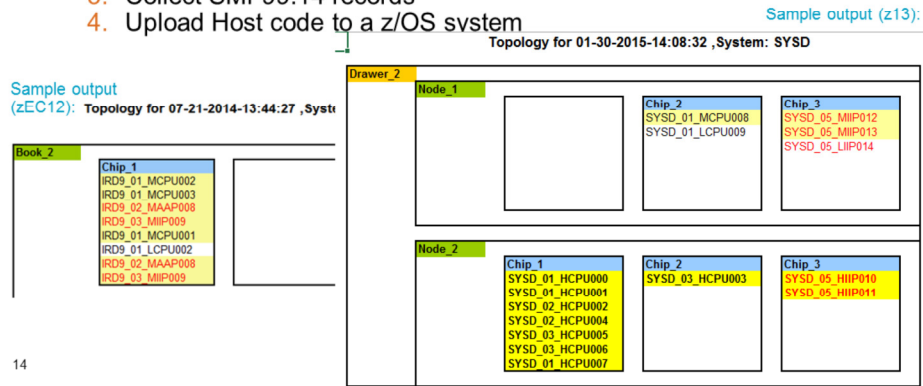 4. Upload Host code to a z/OS system
Sample output (z13):
Topology for 01-30-2015-14:08:32 ,System: SYSD
Drawer_2
Node_1
Chip_2
SYSD_01_MCPU008
SYSD_01_LCPU009
Chip_3
SYSD_05_MIIP012
SYSD_05_MIIP013
SYSD_05_LIIP014
Node_2
Chip_1
SYSD_01_HCPU000
SYSD_01_HCPU001
SYSD_02_HCPU002
SYSD_02_HCPU004
SYSD_03_HCPU005
SYSD_03_HCPU006
SYSD_01_HCPU007
Chip_2
SYSD_03_HCPU003
Chip_3
SYSD_05_HIIP010
SYSD_05_HIIP011
Sample output
(zEC12): Topology for 07-21-2014-13:44:27 ,Syste
Book_2
Chip_1
IRD9_01_MCPU002
IRD9_01_MCPU003
IRD9_02_MAAP008
IRD9_03_MIIP009
IRD9_01_MCPU001
IRD9_01_LCPU002
IRD9_02_MAAP008
IRD9_03_MIIP009
14